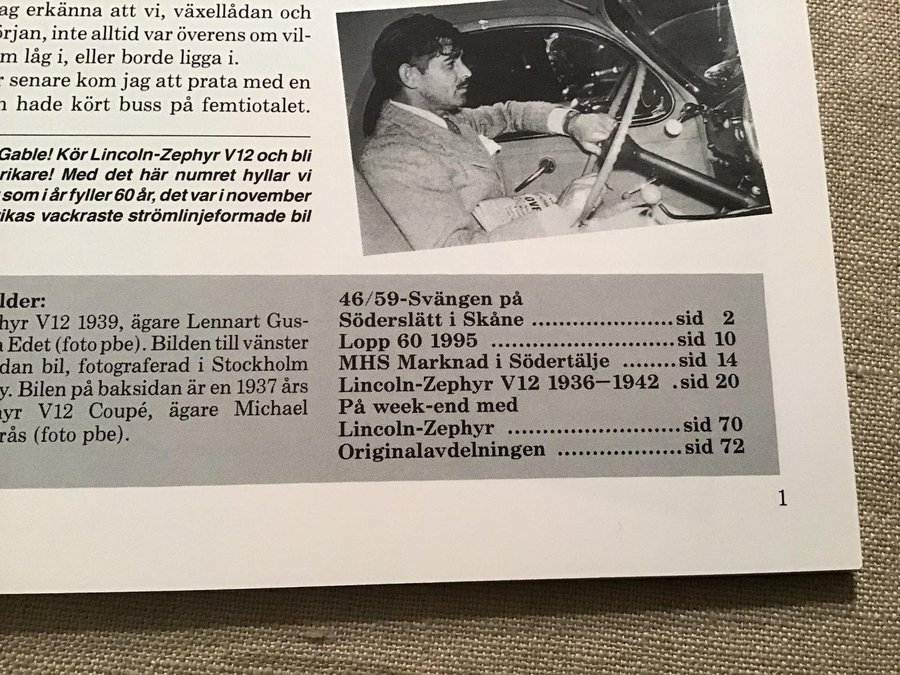 ag erkänna att vi, växellådan och
örjan, inte alltid var överens om vil-
m låg i, eller borde ligga i.
r senare kom jag att prata med en
n hade kört buss på femtiotalet.
Gable! Kör Lincoln-Zephyr V12 och bli
rikare! Med det här numret hyllar vi
som i år fyller 60 år, det var i november
ikas vackraste strömlinjeformade bil
lder:
hyr V12 1939, ägare Lennart Gus-
a Edet (foto pbe). Bilden till vänster
dan bil, fotograferad i Stockholm
y. Bilen på baksidan är en 1937 års
hyr V12 Coupé, ägare Michael
rås (foto pbe).
46/59-Svängen på
Söderslätt i Skåne ......................sid 2
Lopp 60 1995 ..............................sid 10
MHS Marknad i Södertälje .........sid 14
Lincoln-Zephyr V12 1936—1942 .sid 20
På week-end med
Lincoln-Zephyr ...........................sid 70
Originalavdelningen ...................sid 72
1